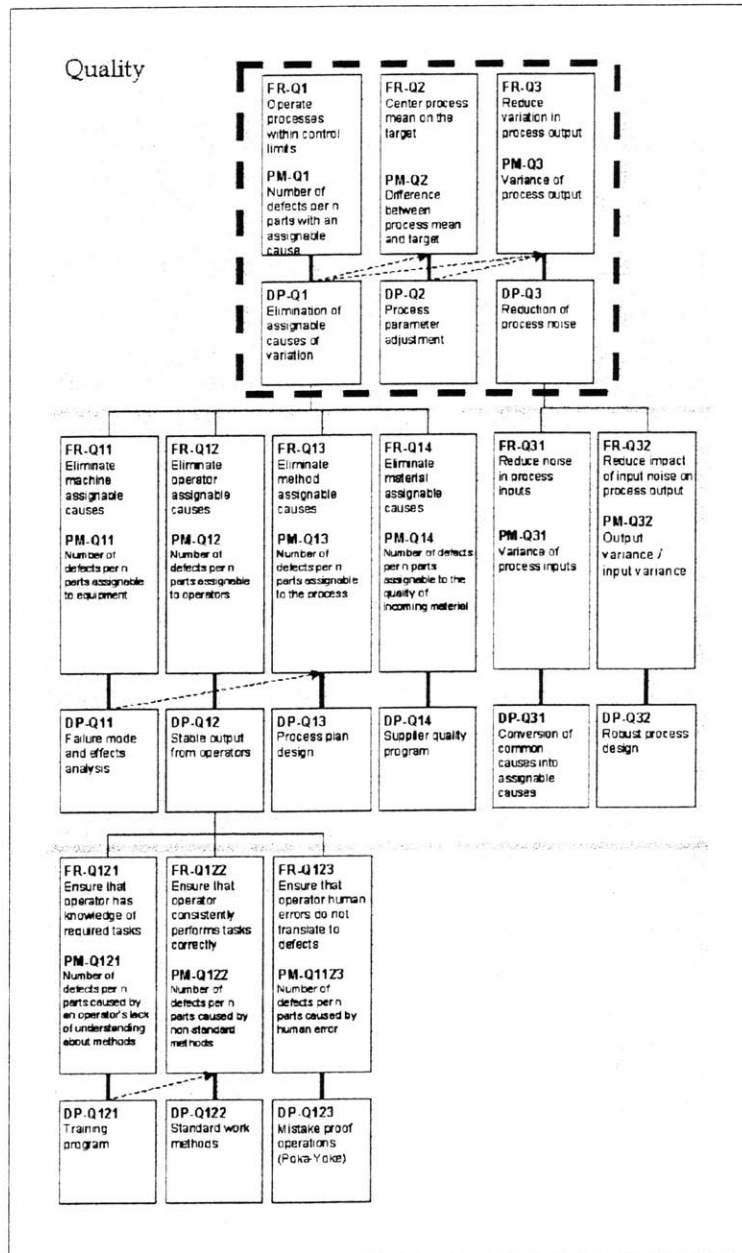 Quality
FR-Q1
Operate
processes
within control
limits
PM-Q1
Number of
defects per n
parts with an
assignable
cause
FR-Q2
Center process
mean on the
target
PM-Q2
Difference
between
process mean
and target
FR-Q3
Reduce
variation in
process output
PM-Q3
Variance of
process output
DP-Q1
Elimination of
assignable
causes of
variation
DP-Q2
Process
parameter
adjustment
DP-Q3
Reduction of
process noise
FR-Q11
Eliminate
machine
assignable
causes
PM-Q11
Number of
defects per n
parts assignable
to equipment
FR-Q12
Eliminate
operator
assignable
causes
PM-Q12
Number of
defects per n
parts assignable
to operators
FR-Q13
Eliminate
method
assignable
causes
PM-Q13
Number of
defects per n
parts assignable
to the process
FR-Q14
Eliminate
material
assignable
causes
PM-Q14
Number of defects
per n parts
assignable to the
quality of
incoming material
FR-Q31
Reduce noise
in process
inputs
PM-Q31
Variance of
process inputs
FR-Q32
Reduce impact
of input noise on
process output
PM-Q32
Output
variance /
input variance
DP-Q11
Failure mode
and effects
analysis
DP-Q12
Stable output
from operators
DP-Q13
Process plan
design
DP-Q14
Supplier quality
program
DP-Q31
Conversion of
common
causes into
assignable
causes
DP-Q32
Robust process
design
FR-Q121
Ensure that
operator has
knowledge of
required tasks
PM-Q121
Number of
defects per n
parts caused by
an operator's lack
of understanding
about methods
FR-Q122
Ensure that
operator
consistently
performs tasks
correctly
PM-Q122
Number of
defects per n
parts caused by
non-standard
methods
FR-Q123
Ensure that
operator human
errors do not
translate to
defects
PM-Q1123
Number of
defects per n
parts caused by
human error
DP-Q121
Training
program
DP-Q122
Standard work
methods
DP-Q123
Mistake proof
operations
(Poka-Yoke)